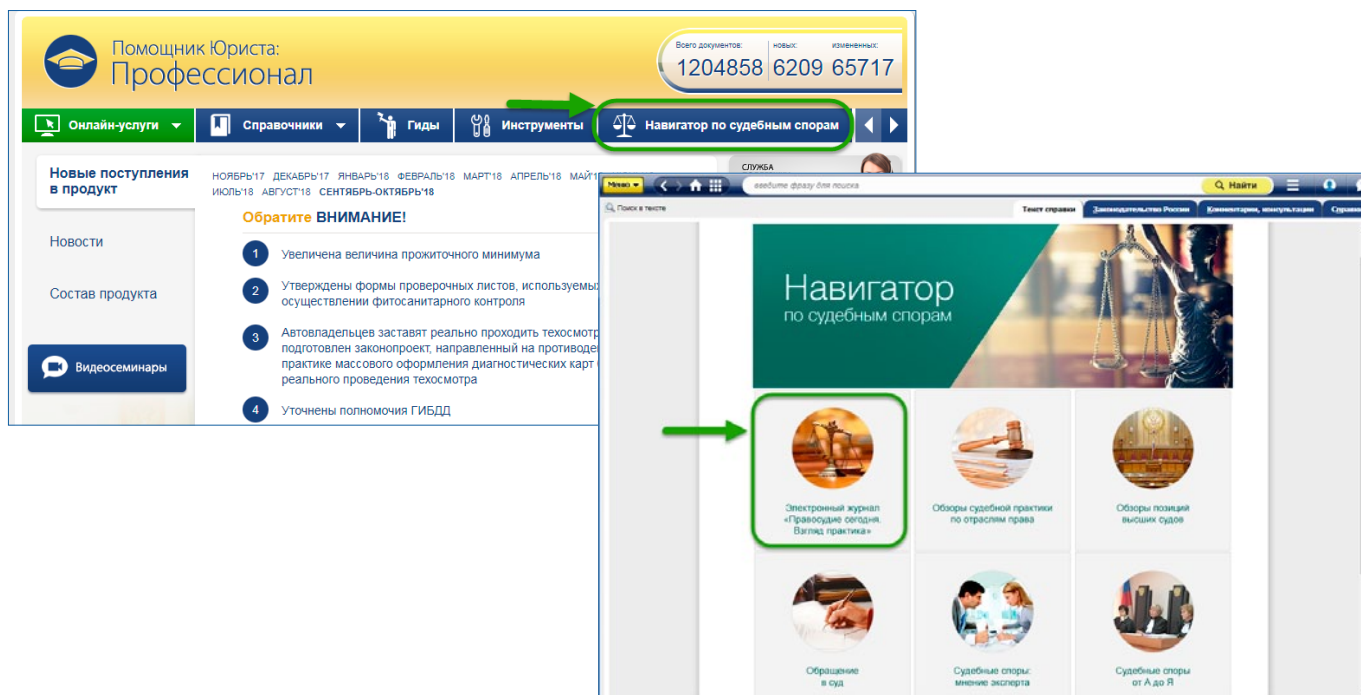 Помощник Юриста:
Профессионал
Всего документов: новых: измененных:
1204858 6209 65717
Онлайн-услуги
Справочники
Гиды
Инструменты
Навигатор по судебным спорам
Новые поступления
в продукт
Новости
Состав продукта
Видеосеминары
НОЯБРЬ'17 ДЕКАБРЬ'17 ЯНВАРЬ'18 ФЕВРАЛЬ'18 МАРТ'18 АПРЕЛЬ'18 МАЙ'1
ИЮЛЬ'18 АВГУСТ'18 СЕНТЯБРЬ-ОКТЯБРЬ'18
СЛУЖБА
Обратите ВНИМАНИЕ!
1 Увеличена величина прожиточного минимума
2 Утверждены формы проверочных листов, используемы
осуществлении фитосанитарного контроля
3 Автовладельцев заставят реально проходить техосмотр
подготовлен законопроект, направленный на противоде
практике массового оформления диагностических карт
реального проведения техосмотра
4 Уточнены полномочия ГИБДД
Меню
введите фразу для поиска
Найти
Поиск в тексте
Текст справки
Законодательство России
Комментарии, консультации
Справо
Навигатор
по судебным спорам
Электронный журнал
«Правосудие сегодня.
Взгляд практика»
Обзоры судебной практики
по отраслям права
Обзоры позиций
высших судов
Обращение
в суд
Судебные споры:
мнение эксперта
Судебные споры
от А до Я